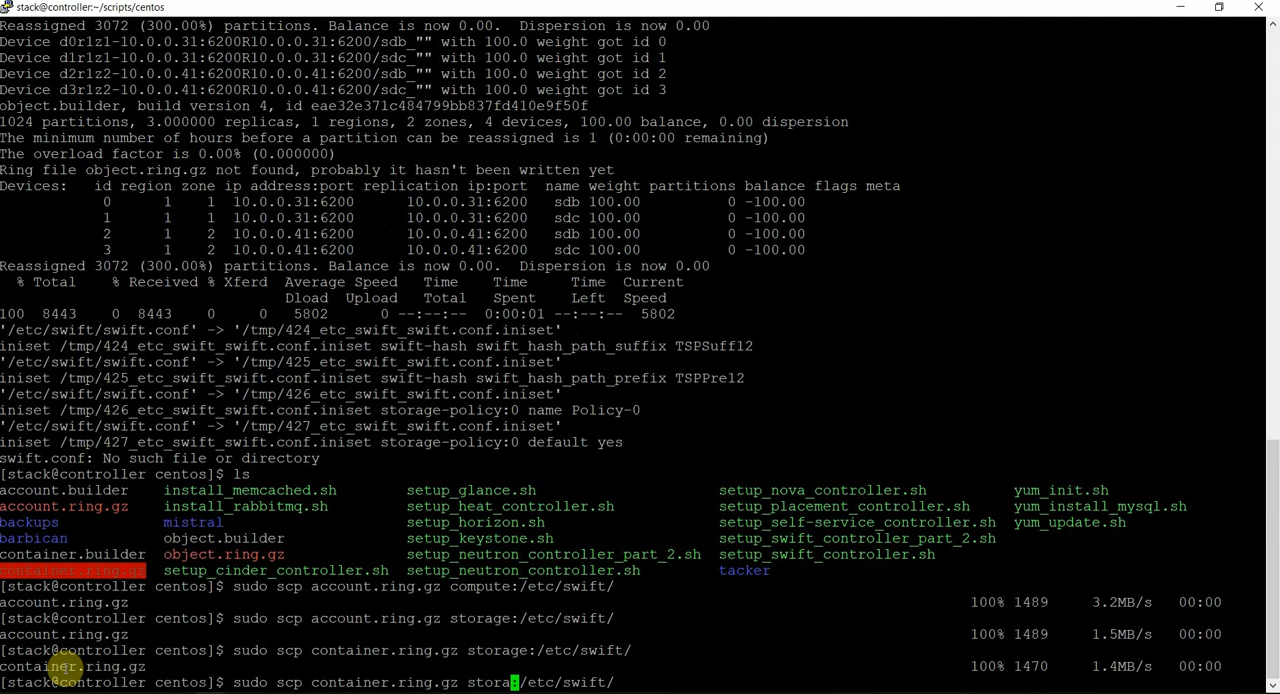 stack@controller:~/scripts/centos
Reassigned 3072 (300.00%) partitions. Balance is now 0.00.  Dispersion is now 0.00
Device d0r1z1-10.0.0.31:6200R10.0.0.31:6200/sdb_"" with 100.0 weight got id 0
Device d1r1z1-10.0.0.31:6200R10.0.0.31:6200/sdc_"" with 100.0 weight got id 1
Device d2r1z2-10.0.0.41:6200R10.0.0.41:6200/sdb_"" with 100.0 weight got id 2
Device d3r1z2-10.0.0.41:6200R10.0.0.41:6200/sdc_"" with 100.0 weight got id 3
object.builder, build version 4, id eae32e371c484799bb837fd410e9f50f
1024 partitions, 3.000000 replicas, 1 regions, 2 zones, 4 devices, 100.00 balance, 0.00 dispersion
The minimum number of hours before a partition can be reassigned is 1 (0:00:00 remaining)
The overload factor is 0.00% (0.000000)
Ring file object.ring.gz not found, probably it hasn't been written yet
Devices:   id region zone ip address:port replication ip:port  name weight partitions balance flags meta
            0      1    1  10.0.0.31:6200      10.0.0.31:6200   sdb 100.00          0 -100.00
            1      1    1  10.0.0.31:6200      10.0.0.31:6200   sdc 100.00          0 -100.00
            2      1    2  10.0.0.41:6200      10.0.0.41:6200   sdb 100.00          0 -100.00
            3      1    2  10.0.0.41:6200      10.0.0.41:6200   sdc 100.00          0 -100.00
Reassigned 3072 (300.00%) partitions. Balance is now 0.00.  Dispersion is now 0.00
  % Total    % Received % Xferd  Average Speed   Time    Time     Time  Current
                                 Dload  Upload   Total   Spent    Left  Speed
100  8443    0  8443    0     0   5802      0 --:--:--  0:00:01 --:--:--  5802
'/etc/swift/swift.conf' -> '/tmp/424_etc_swift_swift.conf.iniset'
iniset /tmp/424_etc_swift_swift.conf.iniset swift-hash swift_hash_path_suffix TSPSuff12
'/etc/swift/swift.conf' -> '/tmp/425_etc_swift_swift.conf.iniset'
iniset /tmp/425_etc_swift_swift.conf.iniset swift-hash swift_hash_path_prefix TSPPre12
'/etc/swift/swift.conf' -> '/tmp/426_etc_swift_swift.conf.iniset'
iniset /tmp/426_etc_swift_swift.conf.iniset storage-policy:0 name Policy-0
'/etc/swift/swift.conf' -> '/tmp/427_etc_swift_swift.conf.iniset'
iniset /tmp/427_etc_swift_swift.conf.iniset storage-policy:0 default yes
swift.conf: No such file or directory
[stack@controller centos]$ ls
account.builder    install_memcached.sh    setup_glance.sh    setup_nova_controller.sh    yum_init.sh
account.ring.gz    install_rabbitmq.sh    setup_heat_controller.sh    setup_placement_controller.sh    yum_install_mysql.sh
backups    mistral    setup_horizon.sh    setup_self-service_controller.sh    yum_update.sh
barbican    object.builder    setup_keystone.sh    setup_swift_controller_part_2.sh
container.builder    object.ring.gz    setup_neutron_controller_part_2.sh    setup_swift_controller.sh
container.ring.gz    setup_cinder_controller.sh    setup_neutron_controller.sh    tacker
[stack@controller centos]$ sudo scp account.ring.gz compute:/etc/swift/
account.ring.gz    100% 1489    3.2MB/s   00:00
[stack@controller centos]$ sudo scp account.ring.gz storage:/etc/swift/
account.ring.gz    100% 1489    1.5MB/s   00:00
[stack@controller centos]$ sudo scp container.ring.gz storage:/etc/swift/
container.ring.gz    100% 1470    1.4MB/s   00:00
[stack@controller centos]$ sudo scp container.ring.gz stora:/etc/swift/